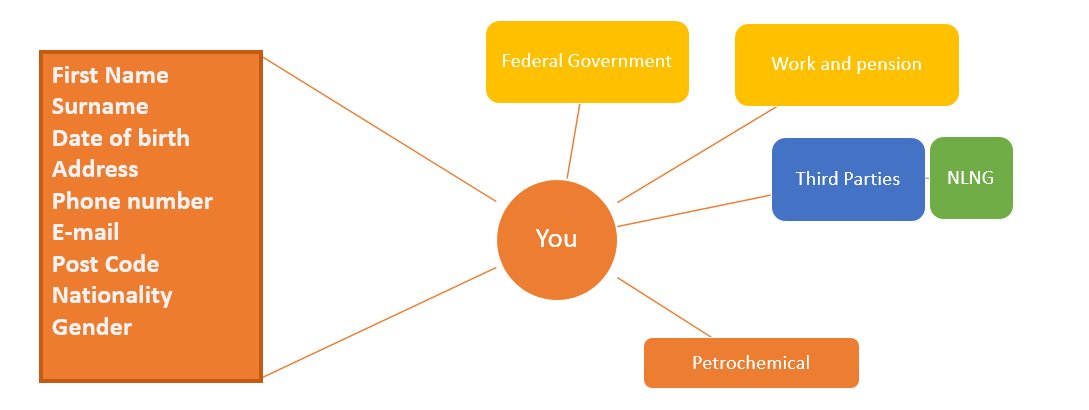 First Name
Surname
Date of birth
Address
Phone number
E-mail
Post Code
Nationality
Gender
You
Federal Government
Work and pension
Third Parties
NLNG
Petrochemical